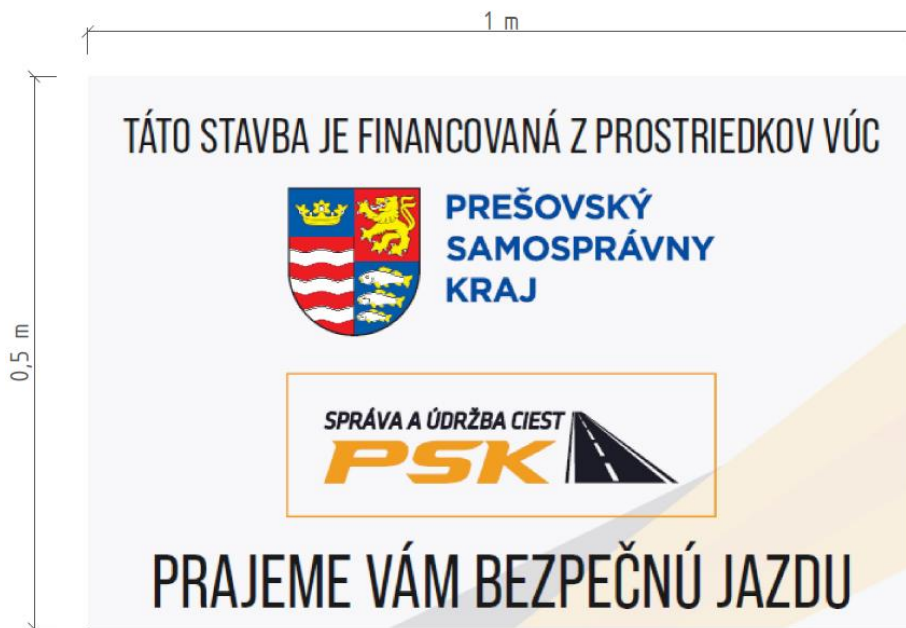 1 m
0,5 m
TÁTO STAVBA JE FINANCOVANÁ Z PROSTRIEDKOV VÚC
PREŠOVSKÝ
SAMOSPRÁVNY
KRAJ
SPRÁVA A ÚDRŽBA CIEST
PSK
PRAJEME VÁM BEZPEČNÚ JAZDU